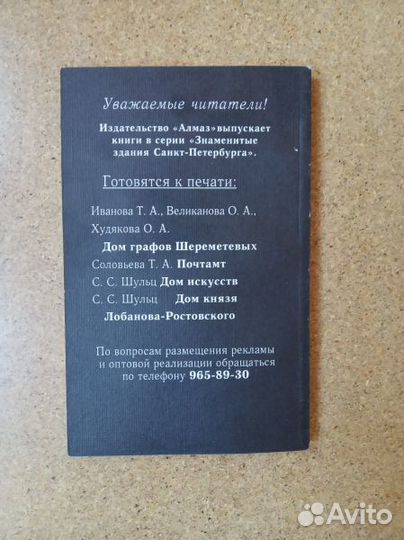 Уважаемые читатели!
Издательство «Алмаз»выпускает
книги в серии «Знаменитые
здания Санкт-Петербурга».
Готовятся к печати:
Иванова Т. А., Великанова О. А.,
Худякова О. А.
Дом графов Шереметевых
Соловьева Т. А. Почтамт
С. С. Шульц Дом искусств
С. С. Шульц Дом князя
Лобанова-Ростовского
По вопросам размещения рекламы
и оптовой реализации обращаться
по телефону 965-89-30
Avito